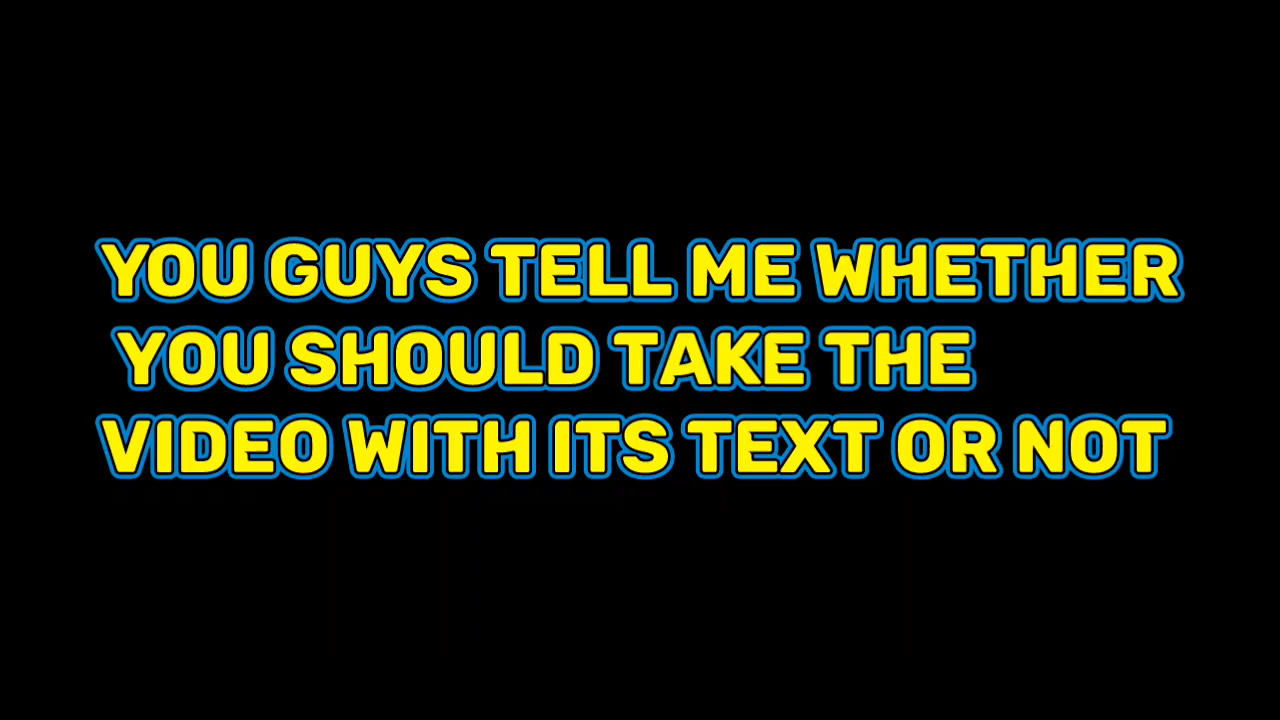 YOU GUYS TELL ME WHETHER
YOU SHOULD TAKE THE
VIDEO WITH ITS TEXT OR NOT